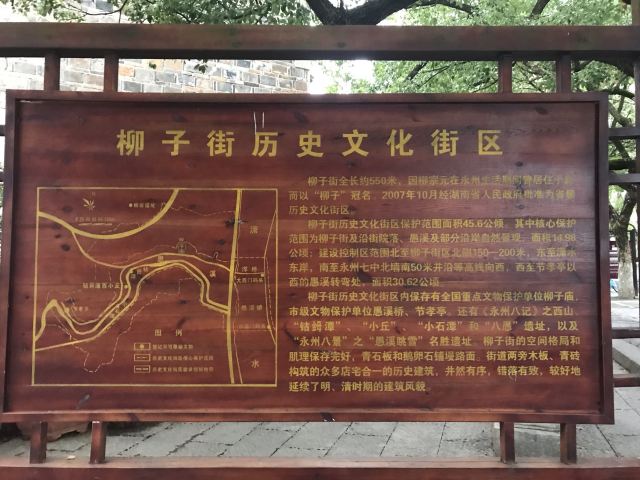 柳子街历史文化街区
柳子街全长约550米，因柳宗元在永州生活期间曾居住于此
而以“柳子”冠名，2007年10月经湖南省人民政府批准为省级
历史文化街区。
柳子街历史文化街区保护范围面积45.6公顷，其中核心保护
范围为柳子街及沿街院落、愚溪及部分沿岸自然景观，面积14.98
公顷；建设控制区范围北至柳子街区北侧150—200米，东至潇水
东岸，南至永州七中北墙南50米并沿等高线向西，西至节孝亭以
西的愚溪转弯处，面积30.62公顷
柳子街历史文化街区内保存有全国重点文物保护单位柳子庙，
市级文物保护单位愚溪桥、节孝亭，还有《永州八记》之西山、
“钴鉧潭”、“小丘”、“小石潭”和“八愚”遗址，以及
“永州八景”之“愚溪眺雪”名胜遗址，柳子街的空间格局和
肌理保存完好，青石板和鹅卵石铺垭路面，街道两旁木板、青砖
构筑的众多店宅合一的历史建筑，井然有序，错落有致，较好地
延续了明、清时期的建筑风貌。
潇
水
溪
钴鉧潭西小丘
图例